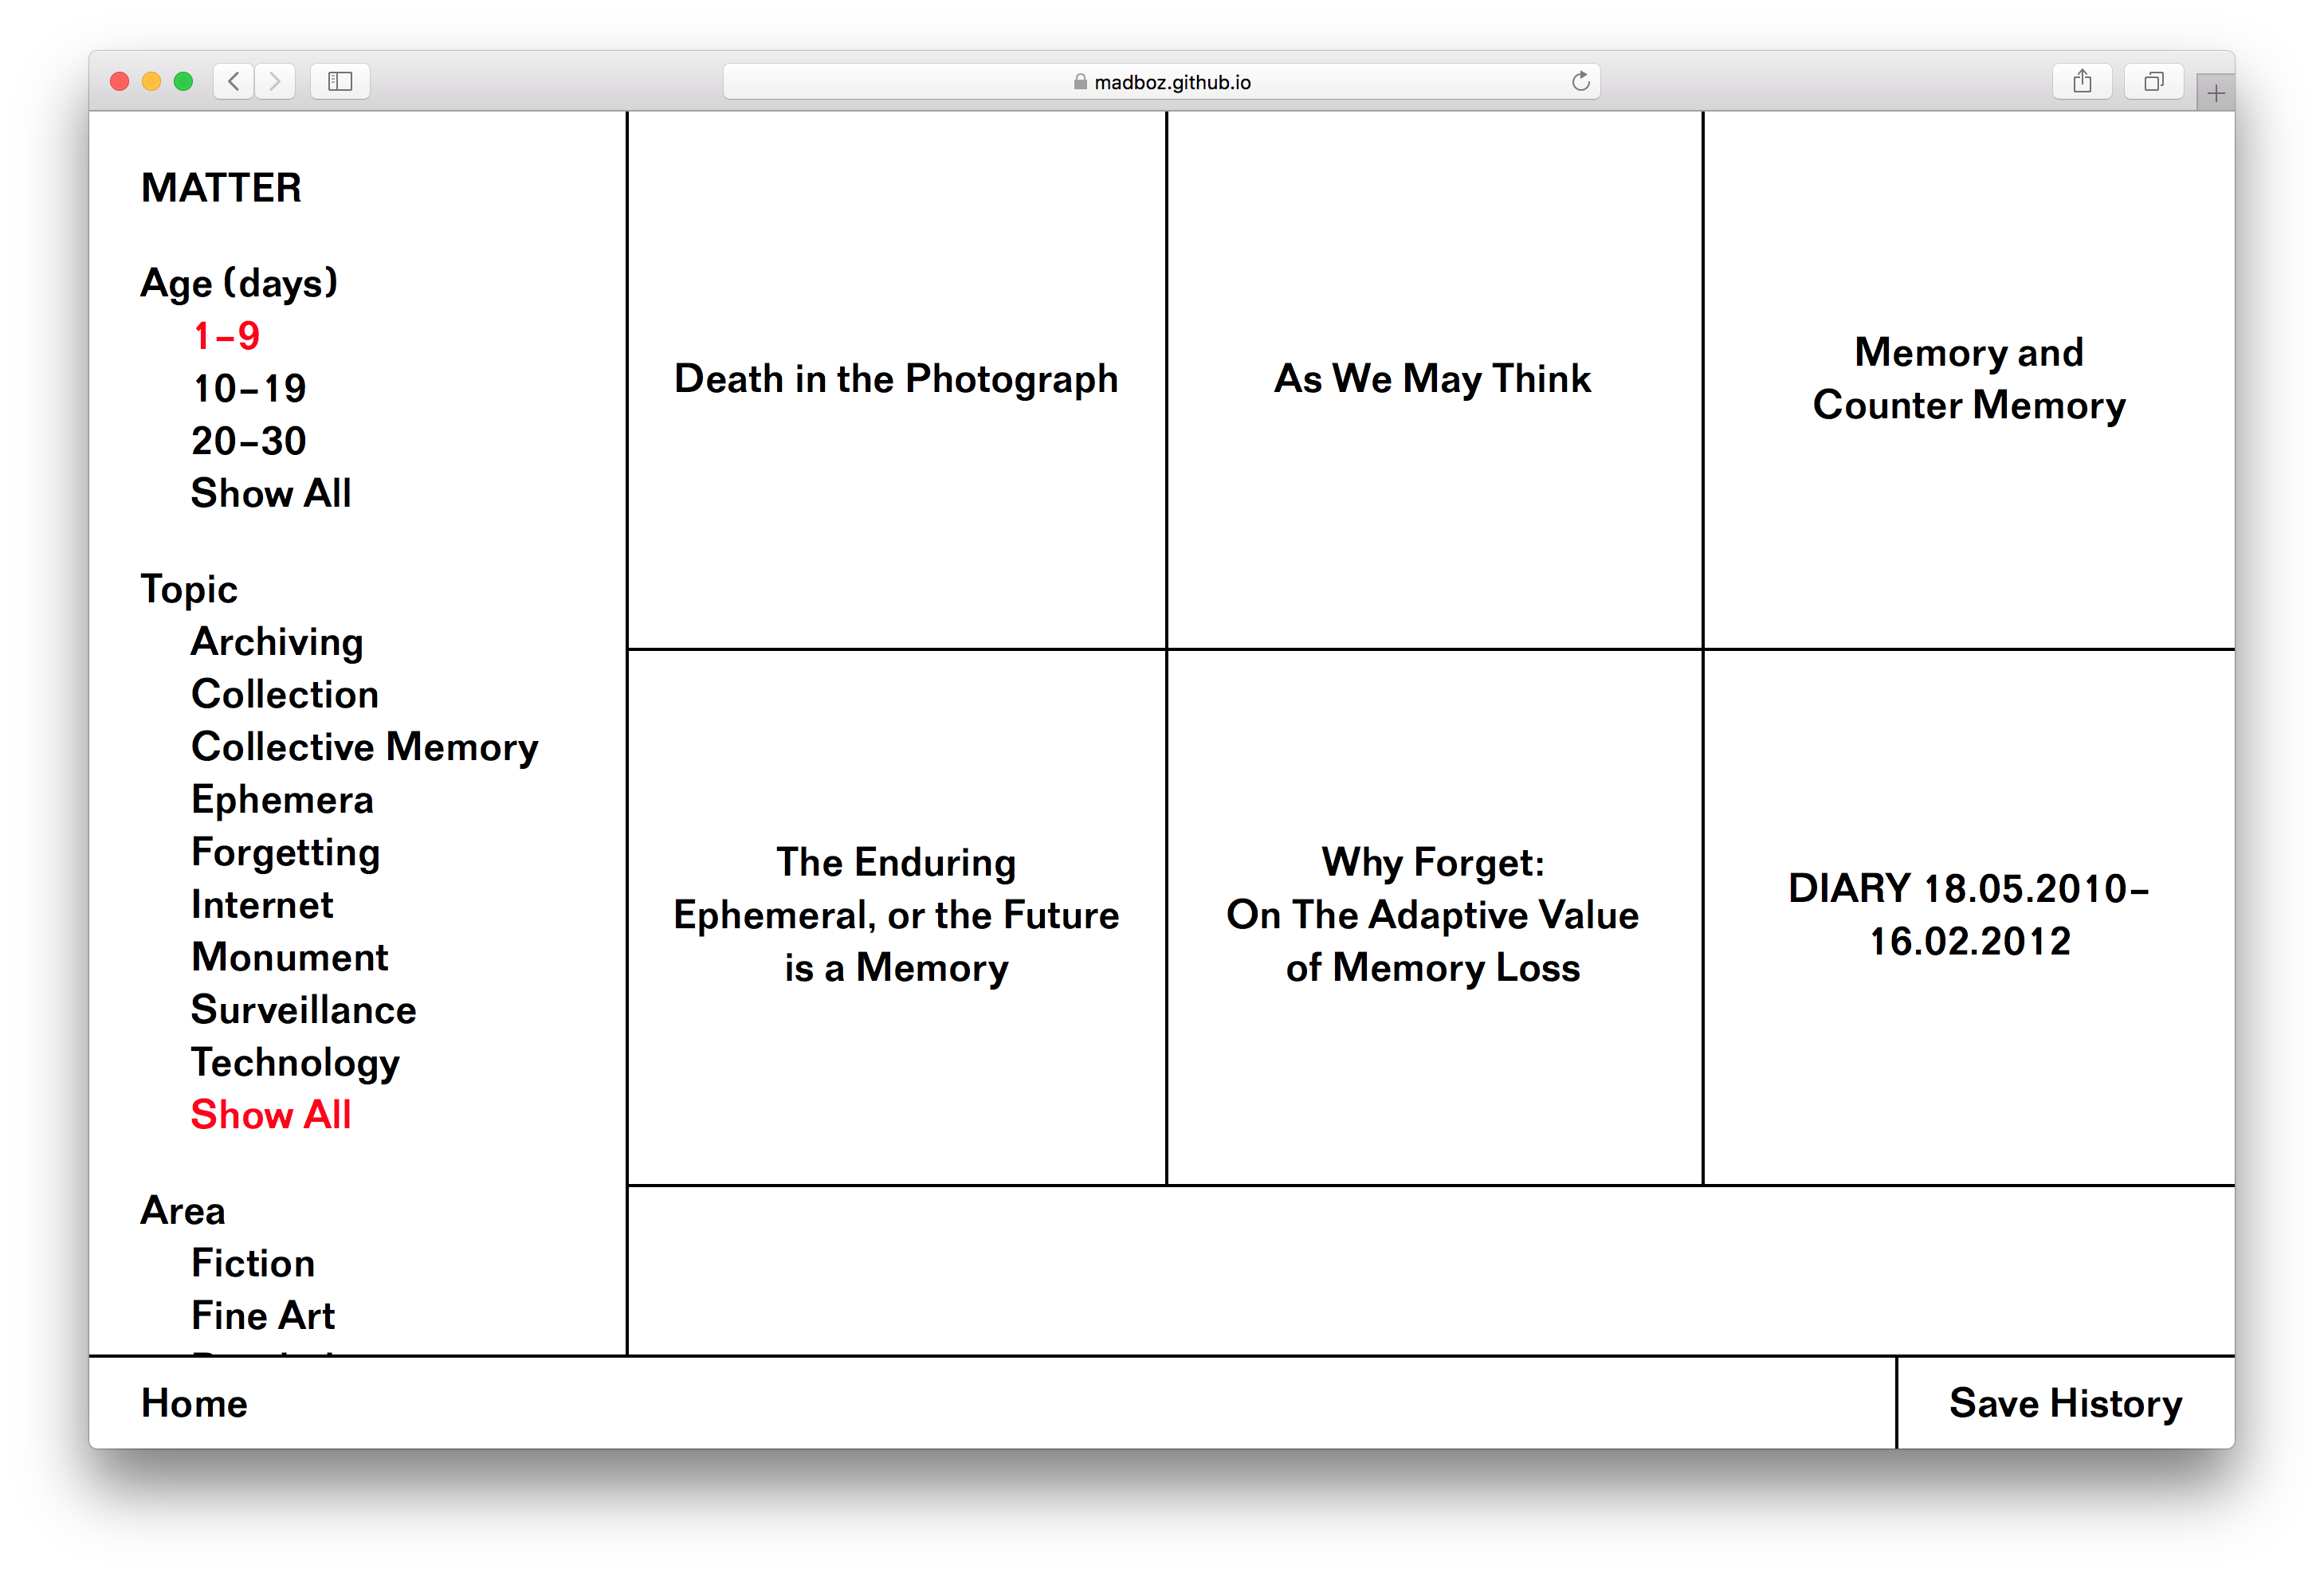 madboz.github.io
MATTER
Age (days)
1–9
10–19
20–30
Show All
Topic
Archiving
Collection
Collective Memory
Ephemera
Forgetting
Internet
Monument
Surveillance
Technology
Show All
Area
Fiction
Fine Art
Death in the Photograph
As We May Think
Memory and
Counter Memory
The Enduring
Ephemeral, or the Future
is a Memory
Why Forget:
On The Adaptive Value
of Memory Loss
DIARY 18.05.2010–
16.02.2012
Home
Save History